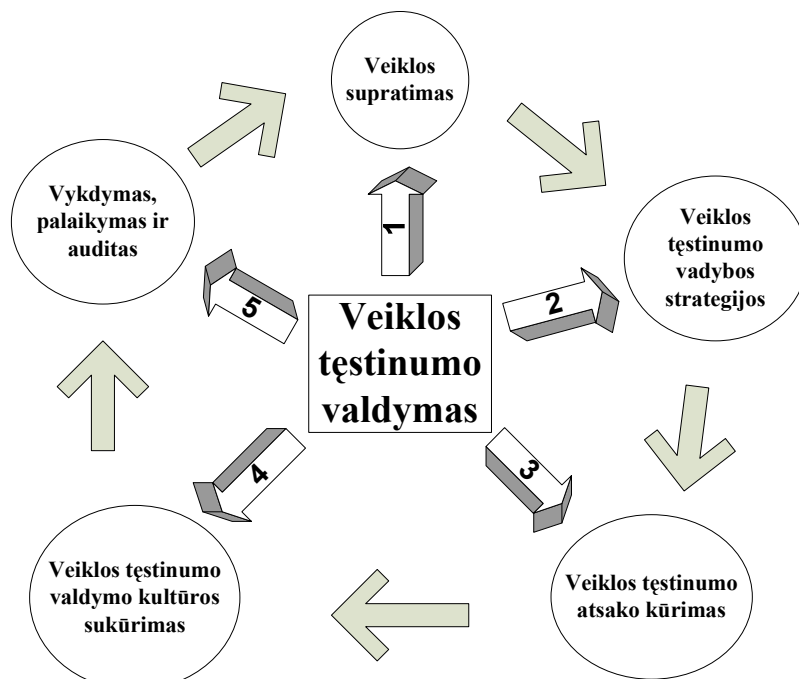 Veiklos
supratimas
1
Veiklos
tęstinumo
vadybos
strategijos
2
Veiklos tęstinumo
atsako kūrimas
3
Veiklos tęstinumo
valdymo kultūros
sukūrimas
4
Vykdymas,
palaikymas ir
auditas
5
Veiklos
tęstinumo
valdymas